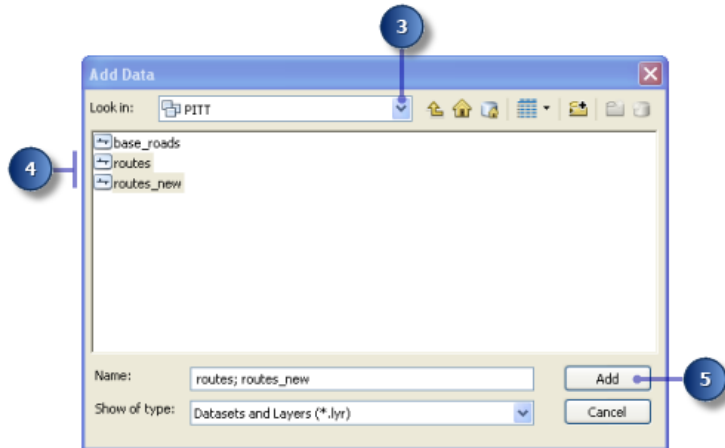 3
Add Data
Look in: PITT
base_roads
4
routes
routes_new
Name: routes; routes_new Add 5
Show of type: Datasets and Layers (*.lyr) Cancel